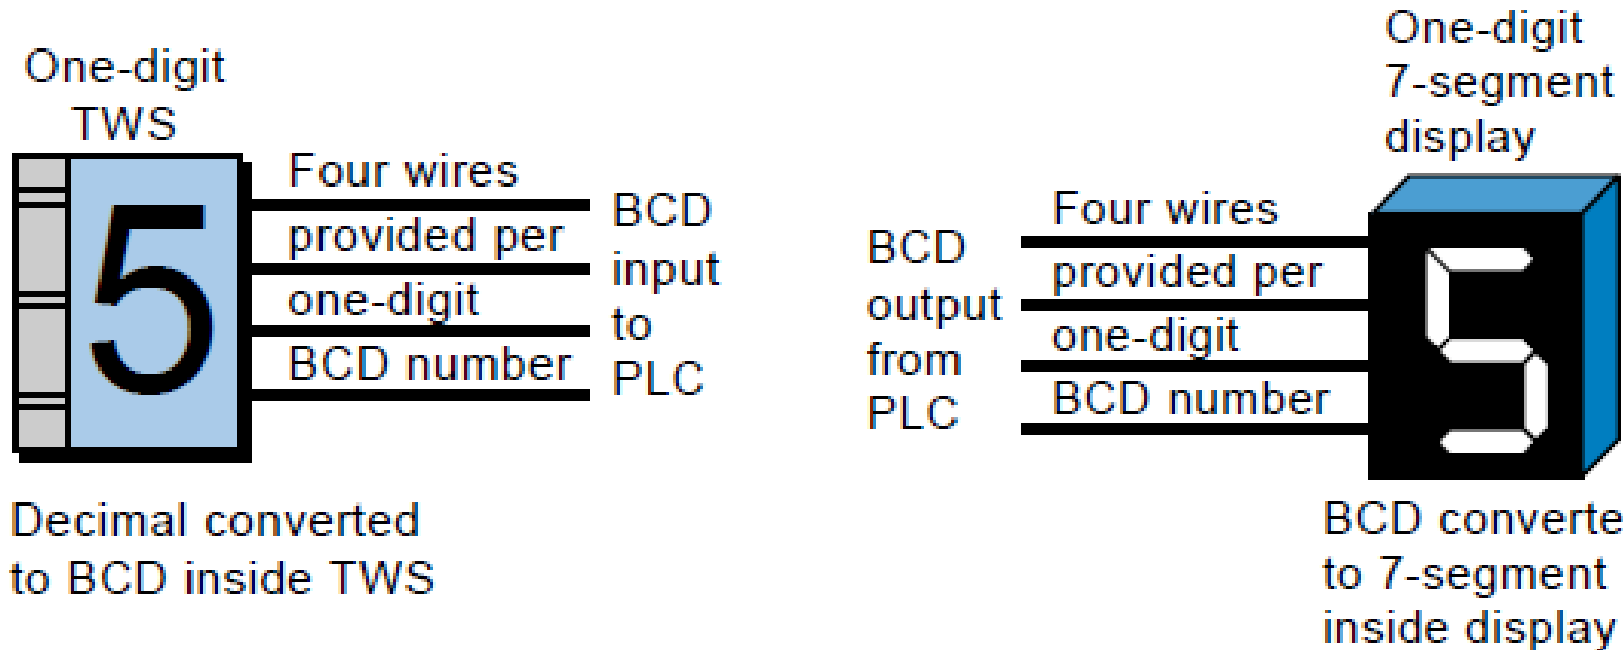 One-digit
TWS
5
Four wires
provided per
one-digit
BCD number
BCD
input
to
PLC
Decimal converted
to BCD inside TWS
BCD
output
from
PLC
Four wires
provided per
one-digit
BCD number
One-digit
7-segment
display
5
BCD converte
to 7-segment
inside display